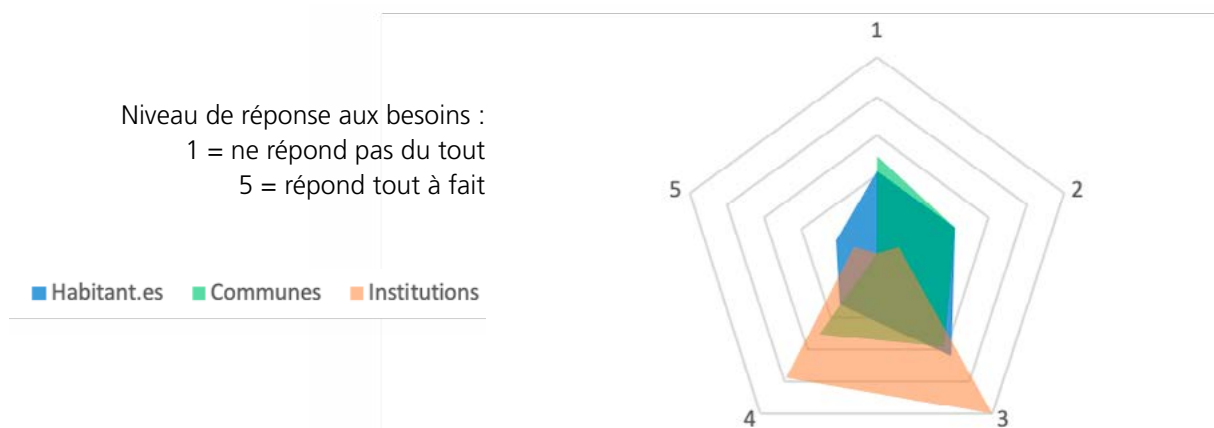 Niveau de réponse aux besoins :
1 = ne répond pas du tout
5 = répond tout à fait
Habitant.es Communes Institutions
1
2
3
4
5